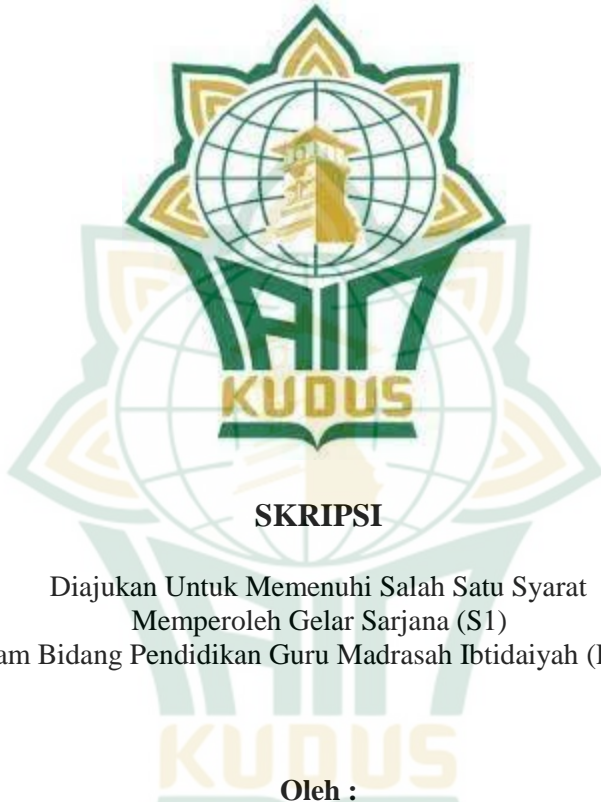 IAIN
KUDUS
SKRIPSI
Diajukan Untuk Memenuhi Salah Satu Syarat
Memperoleh Gelar Sarjana (S1)
am Bidang Pendidikan Guru Madrasah Ibtidaiyah (
KUDUS
Oleh :